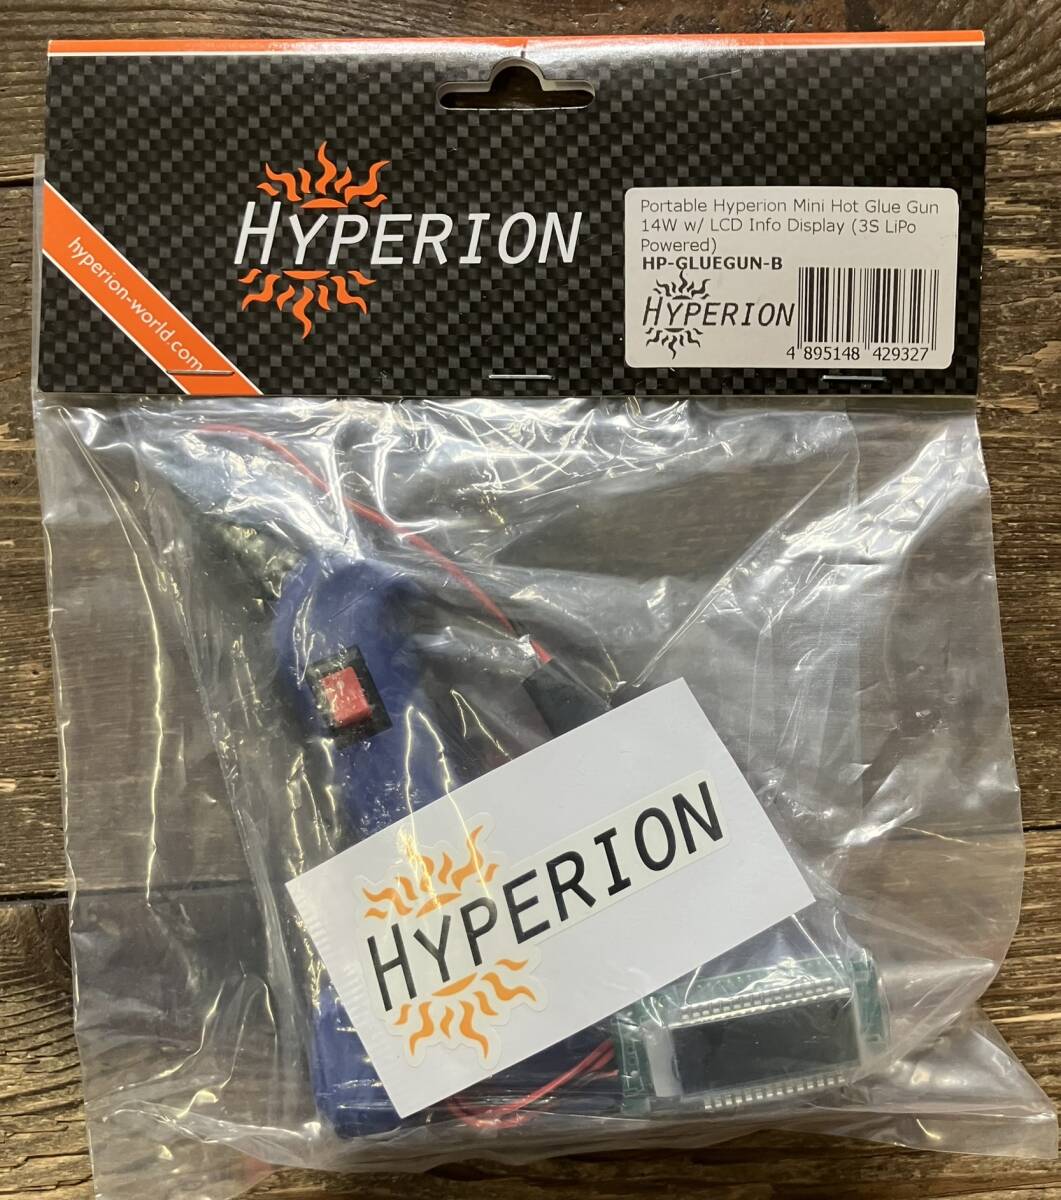 HYPERION
hyperion-world.com
Portable Hyperion Mini Hot Glue Gun
14W w/ LCD Info Display (3S LiPo
Powered)
HP-GLUEGUN-B
HYPERION
4 895148 429327
HYPERION